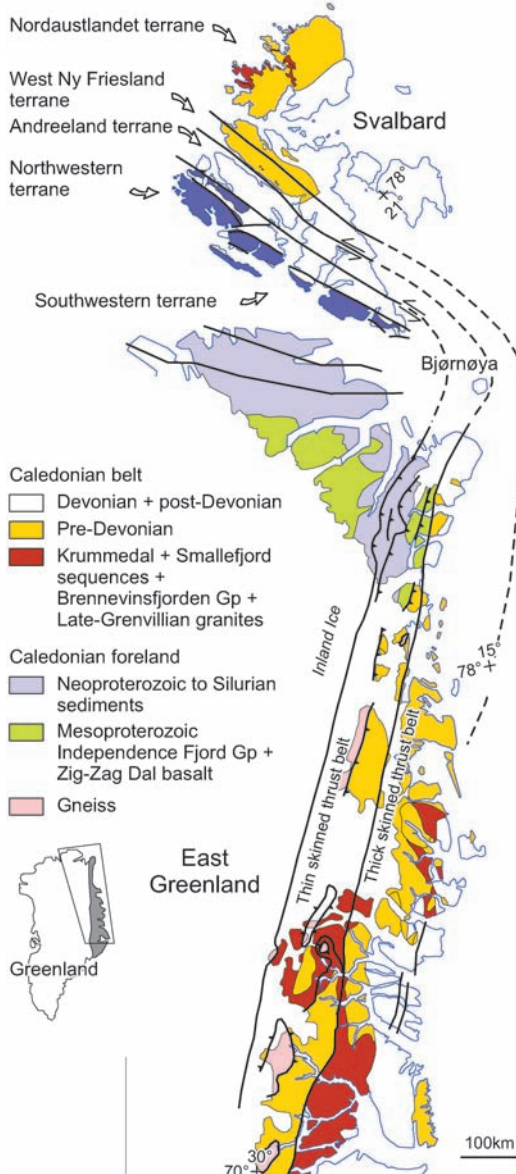 Nordaustlandet terrane
West Ny Friesland
terrane
Andreeland terrane
Northwestern
terrane
Svalbard
78°
21°
Southwestern terrane
Bjørnøya
Caledonian belt
Devonian + post-Devonian
Pre-Devonian
Krummedal + Smallefjord
sequences +
Brennevinsfjorden Gp +
Late-Grenvillian granites
Caledonian foreland
Neoproterozoic to Silurian
sediments
Mesoproterozoic
Independence Fjord Gp +
Zig-Zag Dal basalt
Gneiss
Inland Ice
15°
78°
Thin skinned thrust belt
Thick skinned thrust belt
East
Greenland
Greenland
30°
70°
100km